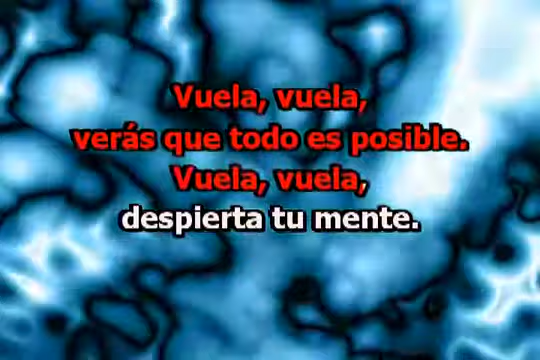 Vuela, vuela,
verás que todo es posible.
Vuela, vuela,
despierta tu mente.